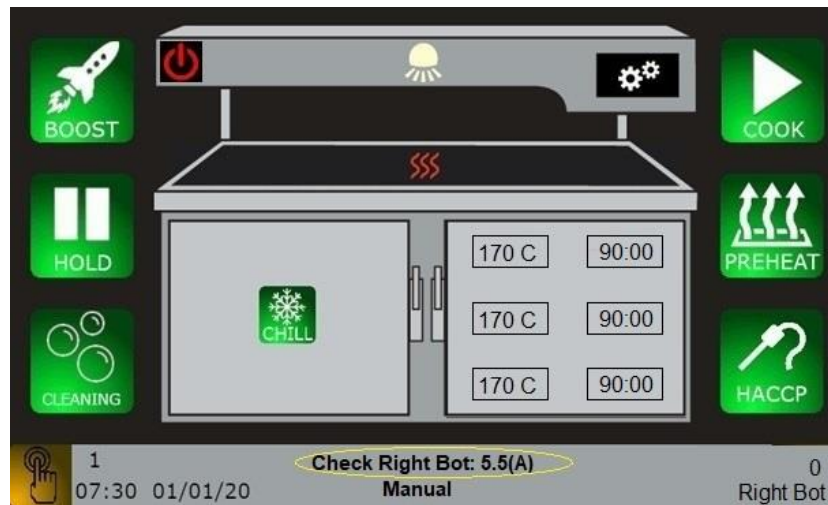 BOOST
COOK
HOLD
170 C 90:00
PREHEAT
CHILL
170 C 90:00
CLEANING
170 C 90:00
HACCP
1
Check Right Bot: 5.5(A)
0
07:30 01/01/20
Manual
Right Bot